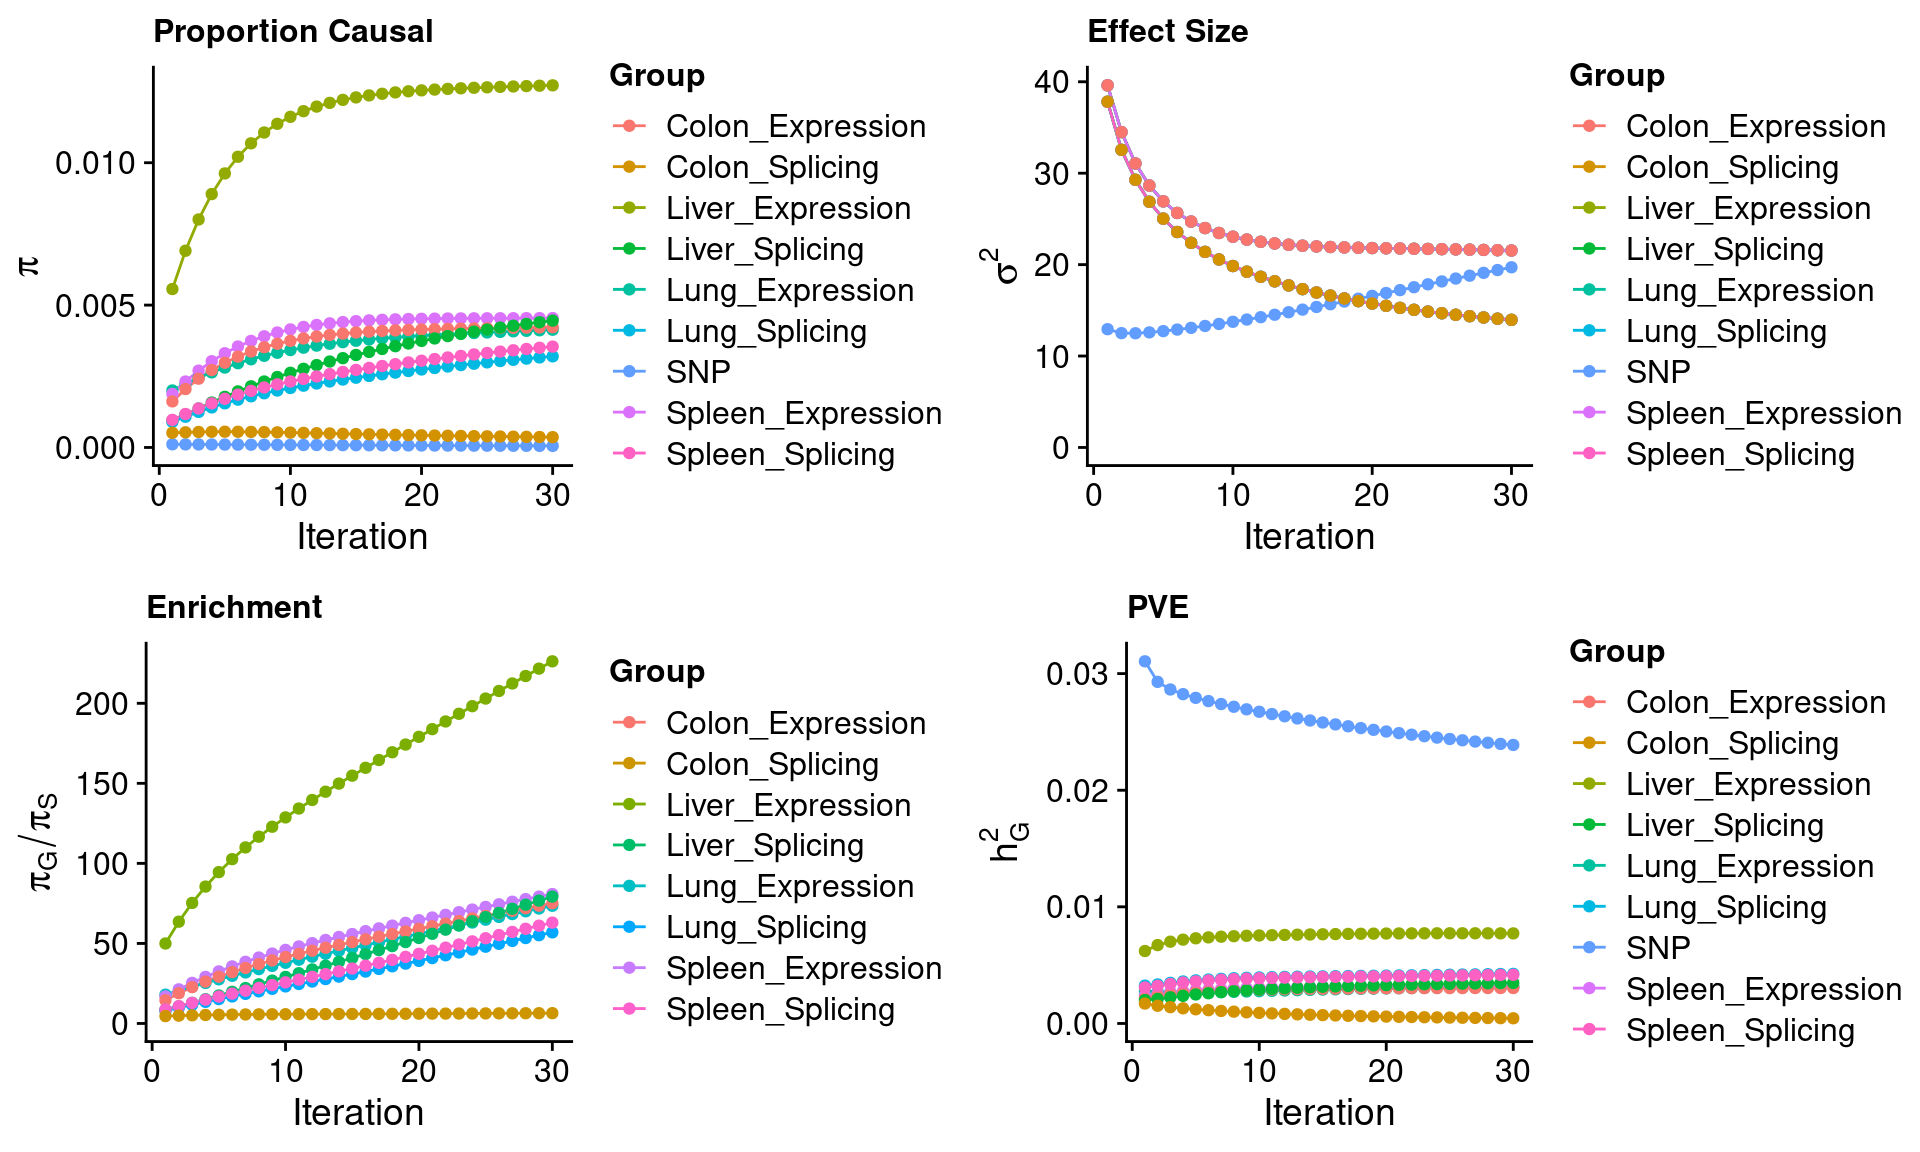 Proportion Causal
π
0.010
0.005
0.000
0 10 20 30
Iteration
Group
Colon_Expression
Colon_Splicing
Liver_Expression
Liver_Splicing
Lung_Expression
Lung_Splicing
SNP
Spleen_Expression
Spleen_Splicing
Effect Size
σ²
40
30
20
10
0
0 10 20 30
Iteration
Group
Colon_Expression
Colon_Splicing
Liver_Expression
Liver_Splicing
Lung_Expression
Lung_Splicing
SNP
Spleen_Expression
Spleen_Splicing
Enrichment
π_G/π_S
200
150
100
50
0
0 10 20 30
Iteration
Group
Colon_Expression
Colon_Splicing
Liver_Expression
Liver_Splicing
Lung_Expression
Lung_Splicing
Spleen_Expression
Spleen_Splicing
PVE
h²_G
0.03
0.02
0.01
0.00
0 10 20 30
Iteration
Group
Colon_Expression
Colon_Splicing
Liver_Expression
Liver_Splicing
Lung_Expression
Lung_Splicing
SNP
Spleen_Expression
Spleen_Splicing